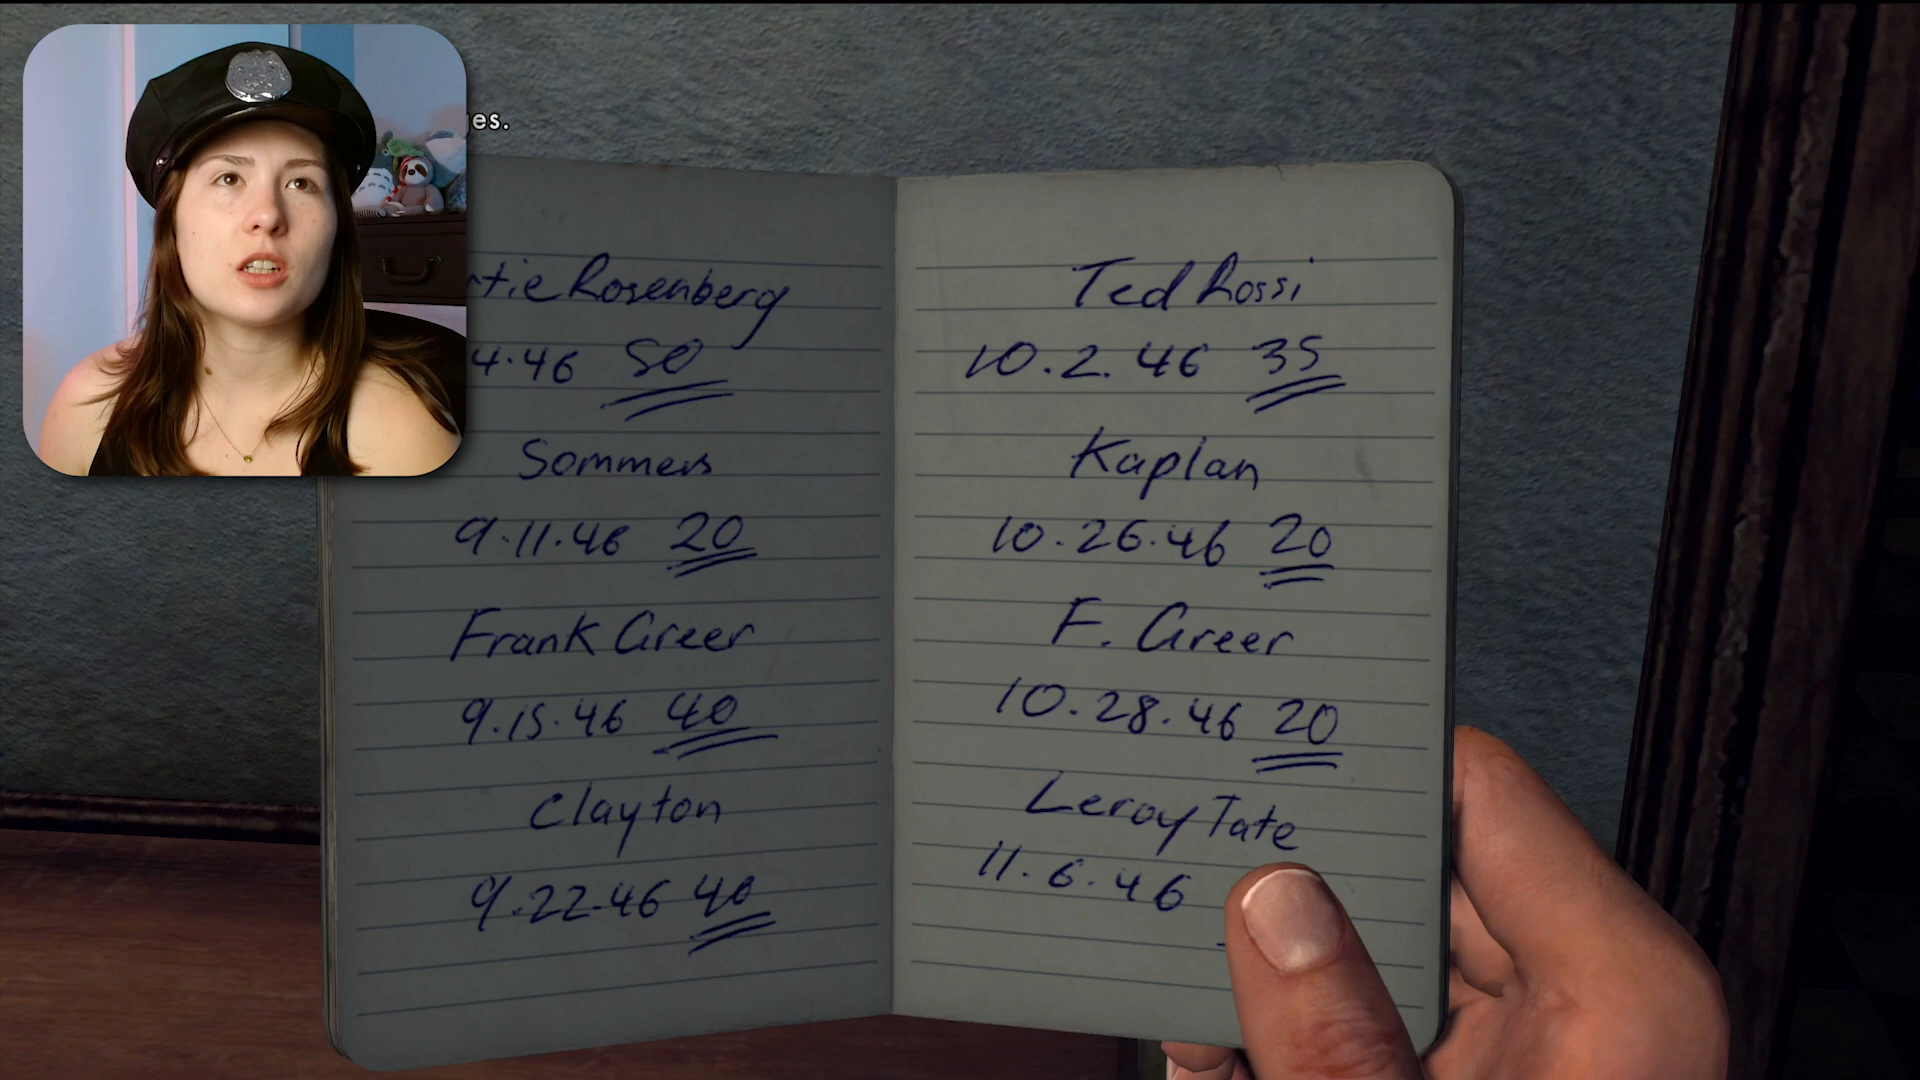 Rosenberg
4.46 50
Sommers
9.11.46 20
Frank Greer
9.15.46 40
Clayton
9.22.46 40
Ted Rossi
10.2.46 35
Kaplan
10.26.46 20
F. Greer
10.28.46 20
Leroy Tate
11.6.46